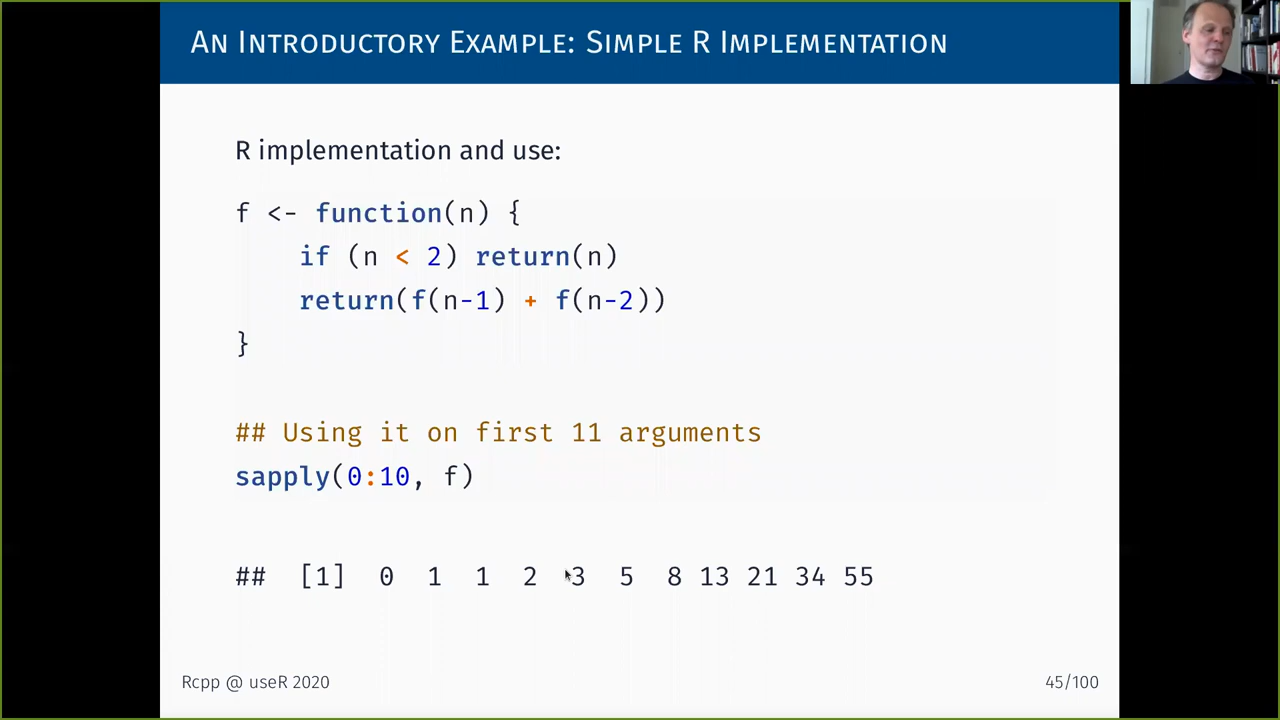 An Introductory Example: Simple R Implementation
R implementation and use:
f <- function(n) {
    if (n < 2) return(n)
    return(f(n-1) + f(n-2))
}
## Using it on first 11 arguments
sapply(0:10, f)
##  [1]  0  1  1  2  3  5  8 13 21 34 55
Rcpp @ useR 2020
45/100